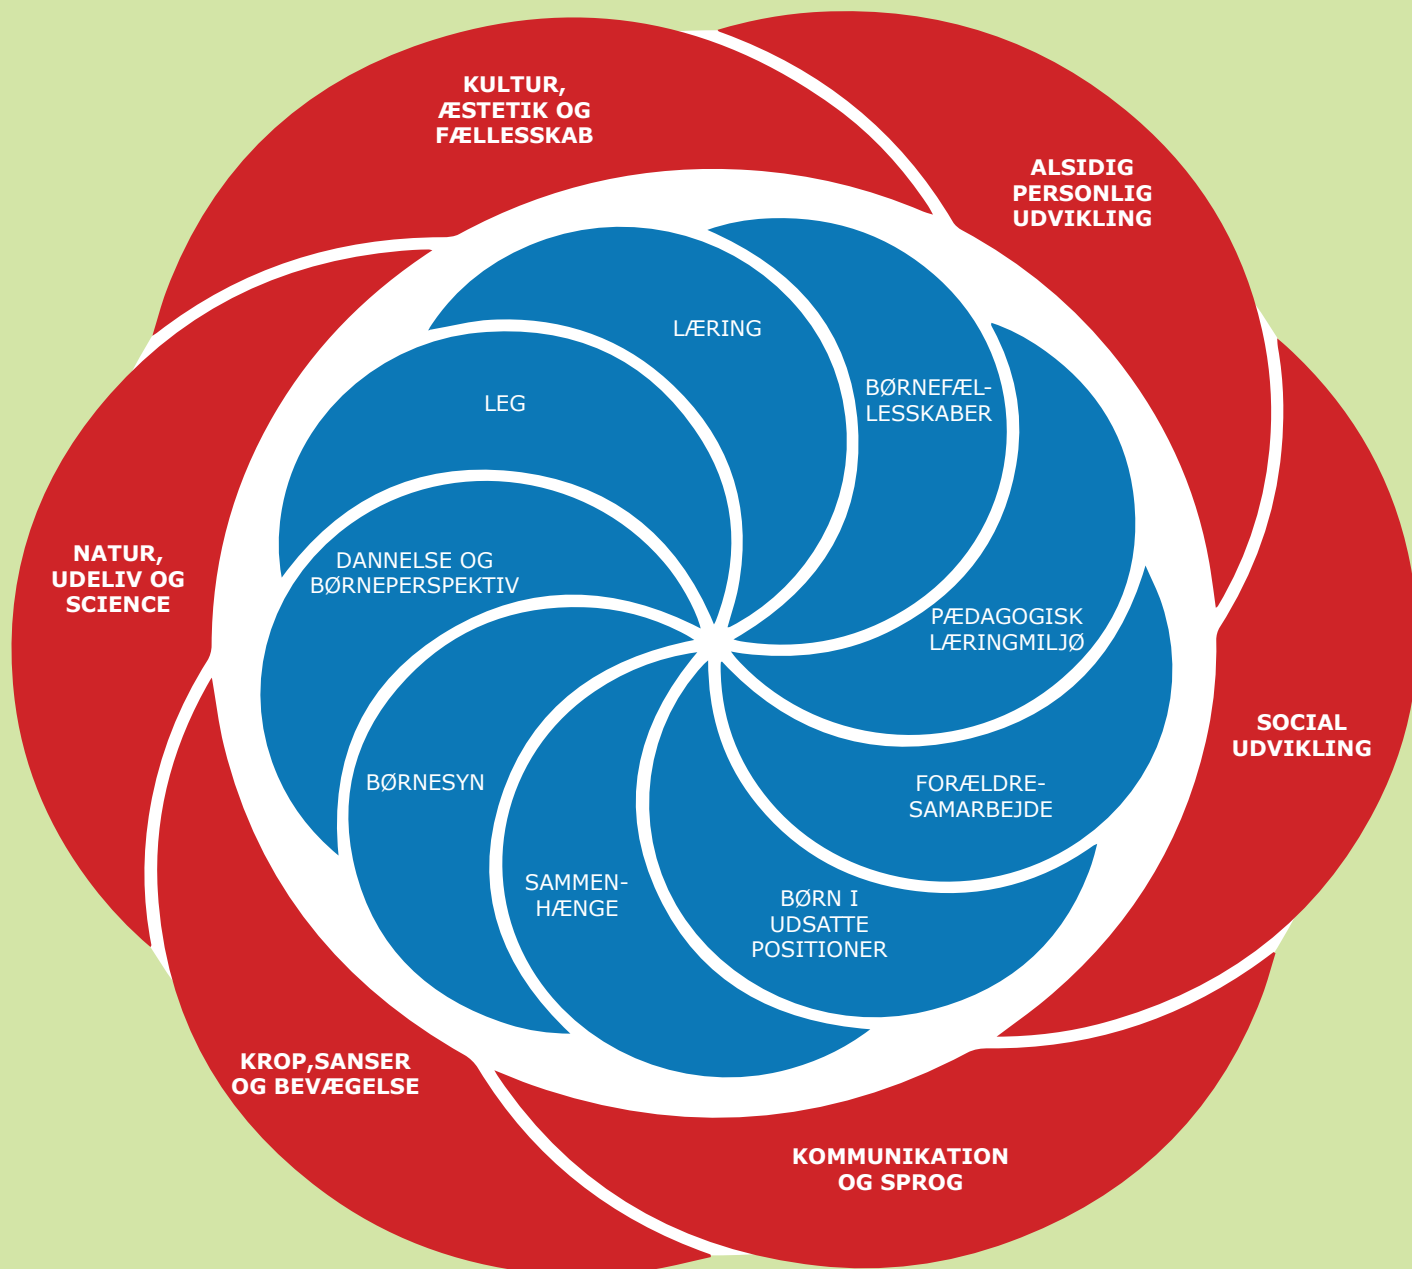 KULTUR,
ÆSTETIK OG
FÆLLESSKAB
ALSIDIG
PERSONLIG
UDVIKLING
SOCIAL
UDVIKLING
KOMMUNIKATION
OG SPROG
KROP,SANSER
OG BEVÆGELSE
NATUR,
UDELIV OG
SCIENCE
LÆRING
BØRNEFÆL-
LESSKABER
PÆDAGOGISK
LÆRINGMILJØ
FORÆLDRE-
SAMARBEJDE
BØRN I
UDSATTE
POSITIONER
SAMMEN-
HÆNGE
BØRNESYN
DANNELSE OG
BØRNEPERSPEKTIV
LEG